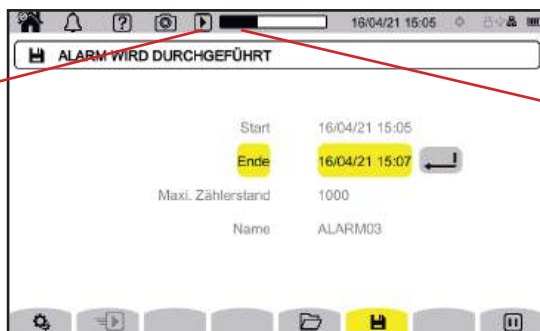 16/04/21 15:05
ALARM WIRD DURCHGEFÜHRT
Start 16/04/21 15:05
Ende 16/04/21 15:07
Maxi. Zählerstand 1000
Name ALARM03